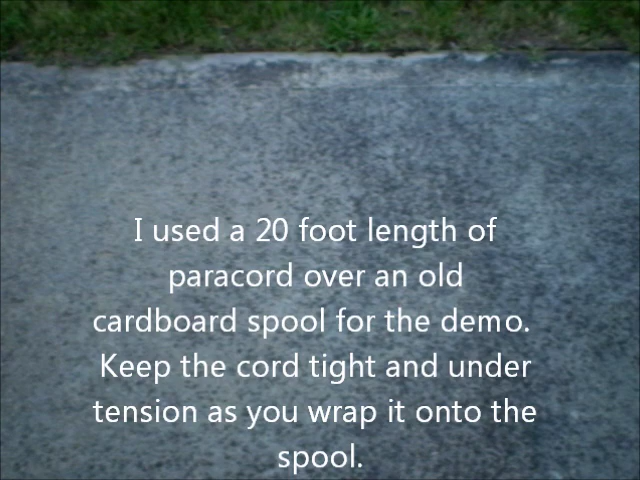 I used a 20 foot length of
paracord over an old
cardboard spool for the demo.
Keep the cord tight and under
tension as you wrap it onto the
spool.